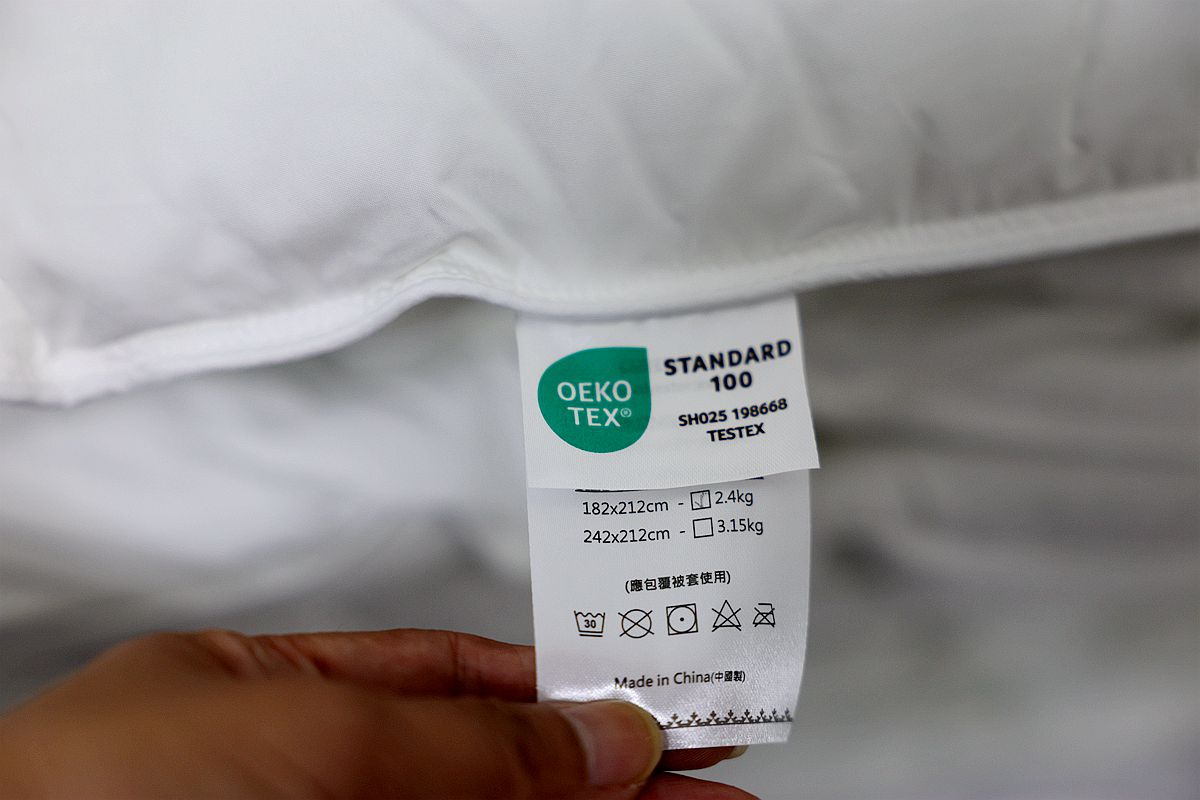 OEKO
TEX®
STANDARD
100
SH025 198668
TESTEX
182x212cm - 2.4kg
242x212cm - 3.15kg
(應包覆被套使用)
30
Made in China(中國製)